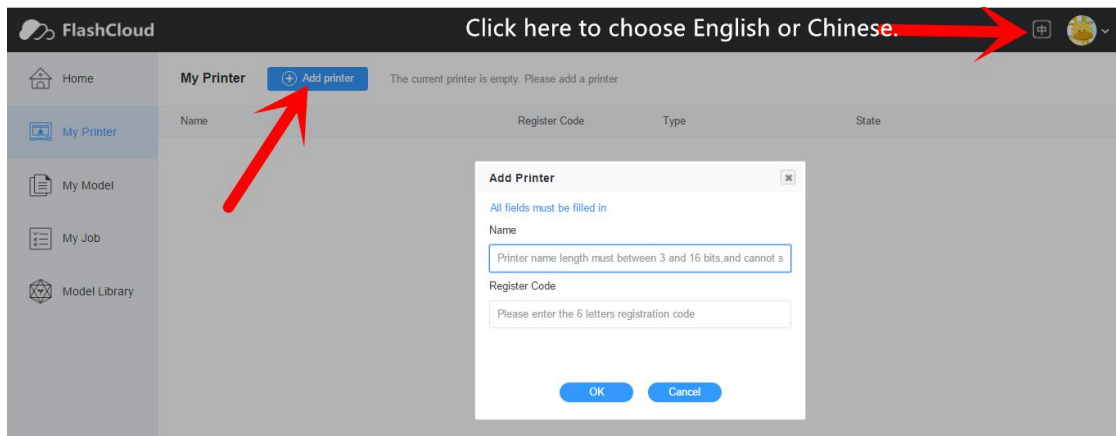 FlashCloud
Click here to choose English or Chinese.
中
Home
My Printer
Add printer
The current printer is empty. Please add a printer
Name
Register Code
Type
State
My Printer
My Model
My Job
Model Library
Add Printer
All fields must be filled in
Name
Printer name length must between 3 and 16 bits,and cannot s
Register Code
Please enter the 6 letters registration code
OK
Cancel